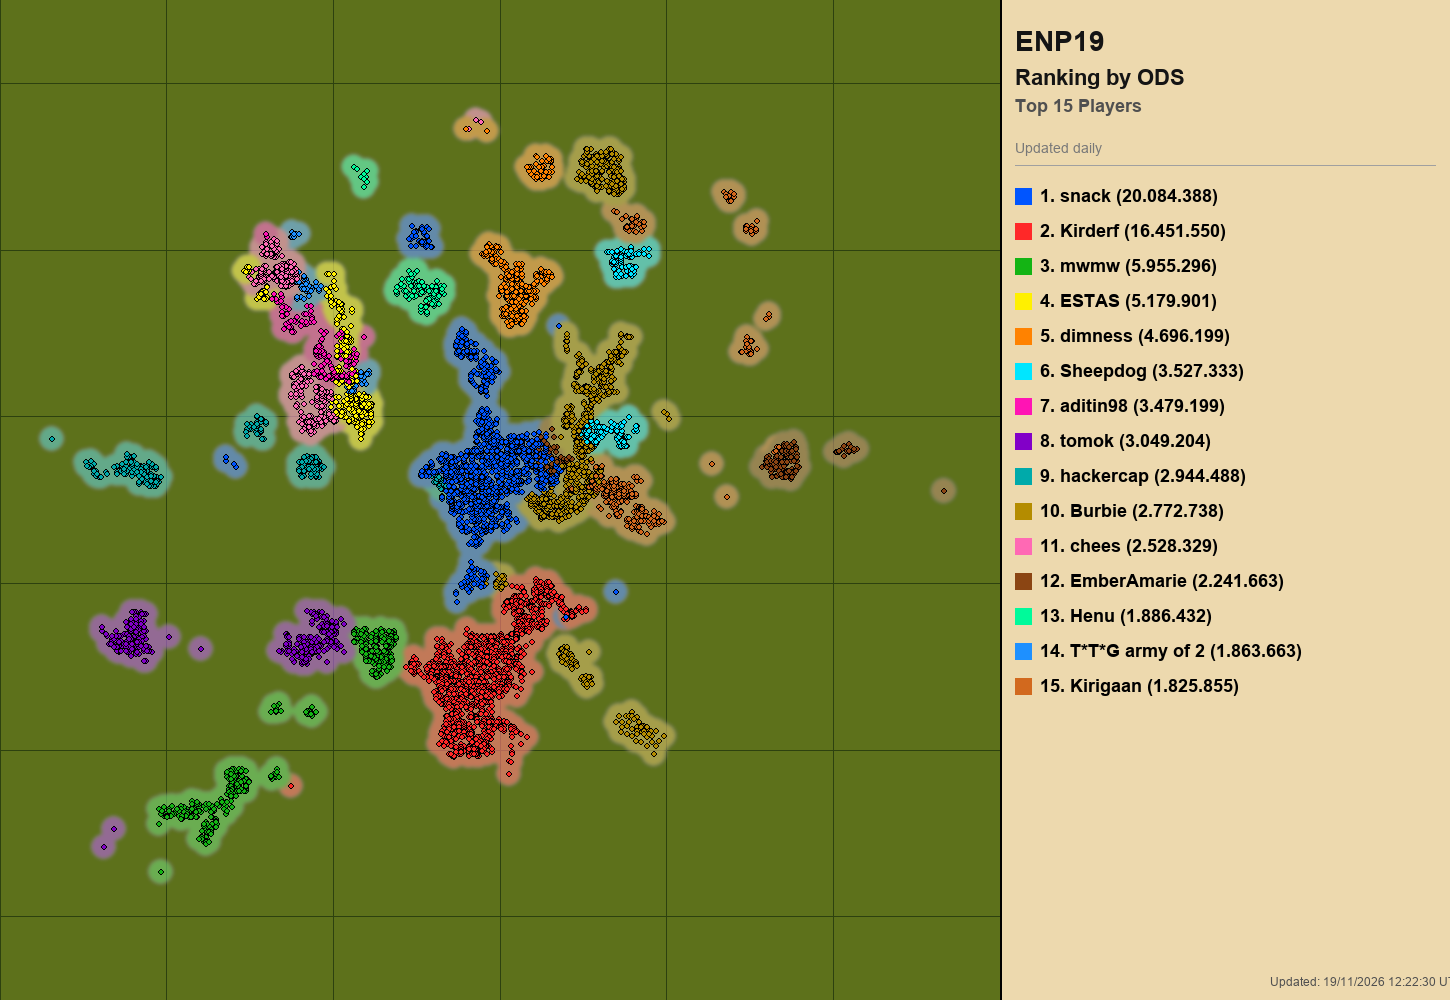 ENP19
Ranking by ODS
Top 15 Players
Updated daily
1. snack (20.084.388)
2. Kirderf (16.451.550)
3. mwmw (5.955.296)
4. ESTAS (5.179.901)
5. dimness (4.696.199)
6. Sheepdog (3.527.333)
7. aditin98 (3.479.199)
8. tomok (3.049.204)
9. hackercap (2.944.488)
10. Burbie (2.772.738)
11. chees (2.528.329)
12. EmberAmarie (2.241.663)
13. Henu (1.886.432)
14. T*T*G army of 2 (1.863.663)
15. Kirigaan (1.825.855)
Updated: 19/11/2026 12:22:30